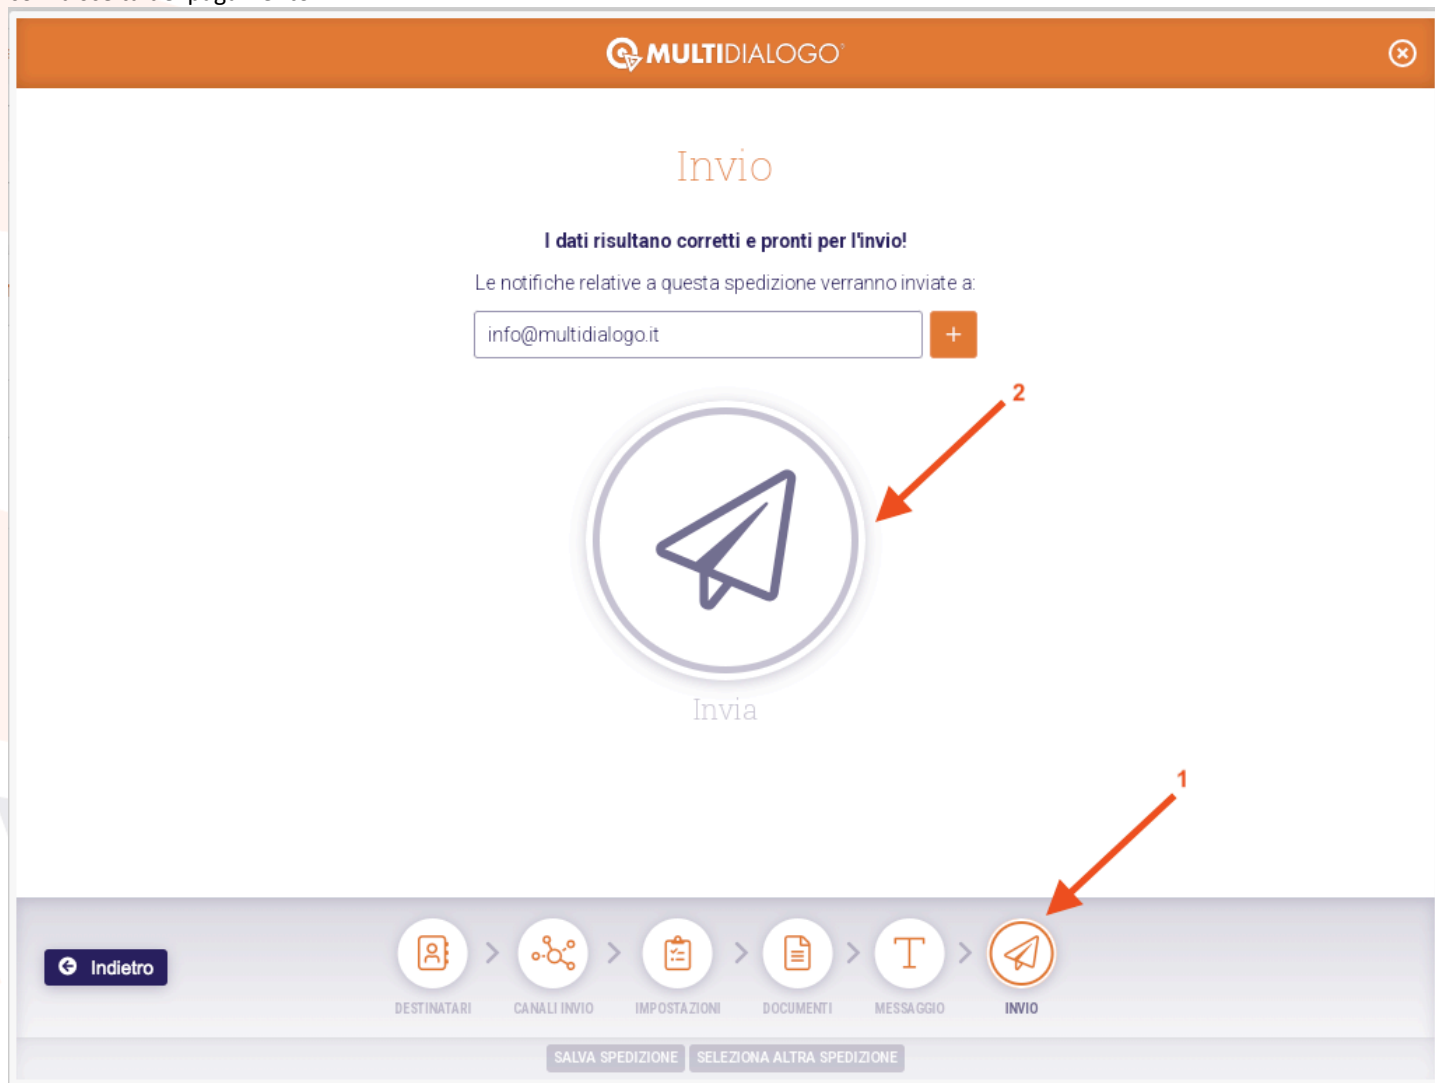 MULTIDIALOGO
Invio
I dati risultano corretti e pronti per l'invio!
Le notifiche relative a questa spedizione verranno inviate a:
info@multidialogo.it
+
2
Invia
1
Indietro
DESTINATARI
CANALI INVIO
IMPOSTAZIONI
DOCUMENTI
MESSAGGIO
INVIO
SALVA SPEDIZIONE
SELEZIONA ALTRA SPEDIZIONE